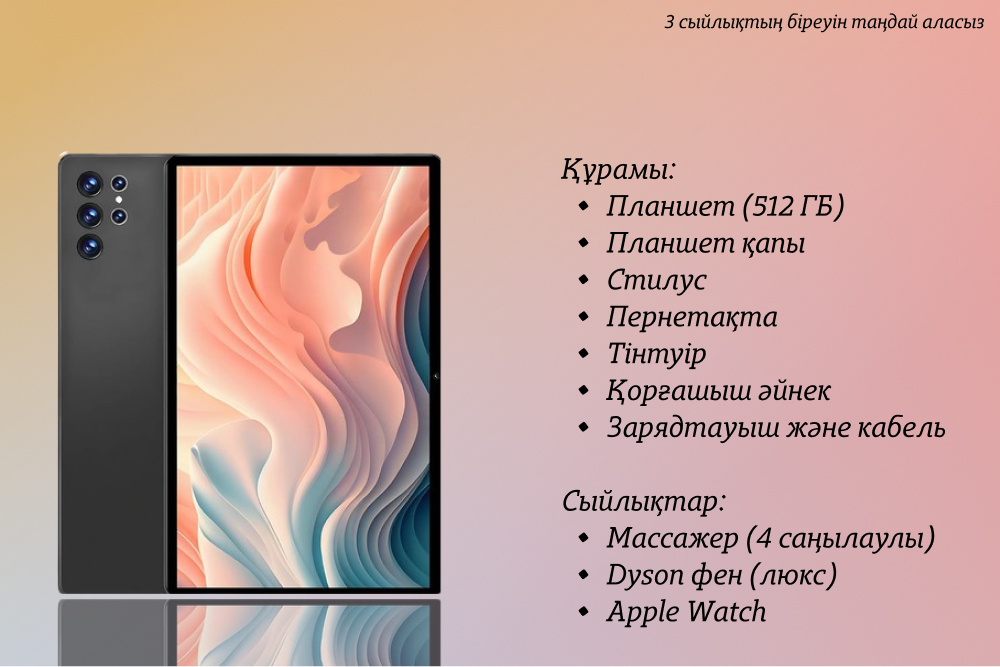 3 сыйлықтың біреуін таңдай аласыз
Құрамы:
• Планшет (512 ГБ)
• Планшет қапы
• Стилус
• Пернетақта
• Тінтуір
• Қорғашыш әйнек
• Зарядтауыш және кабель
Сыйлықтар:
• Массажер (4 саңылаулы)
• Dyson фен (люкс)
• Apple Watch